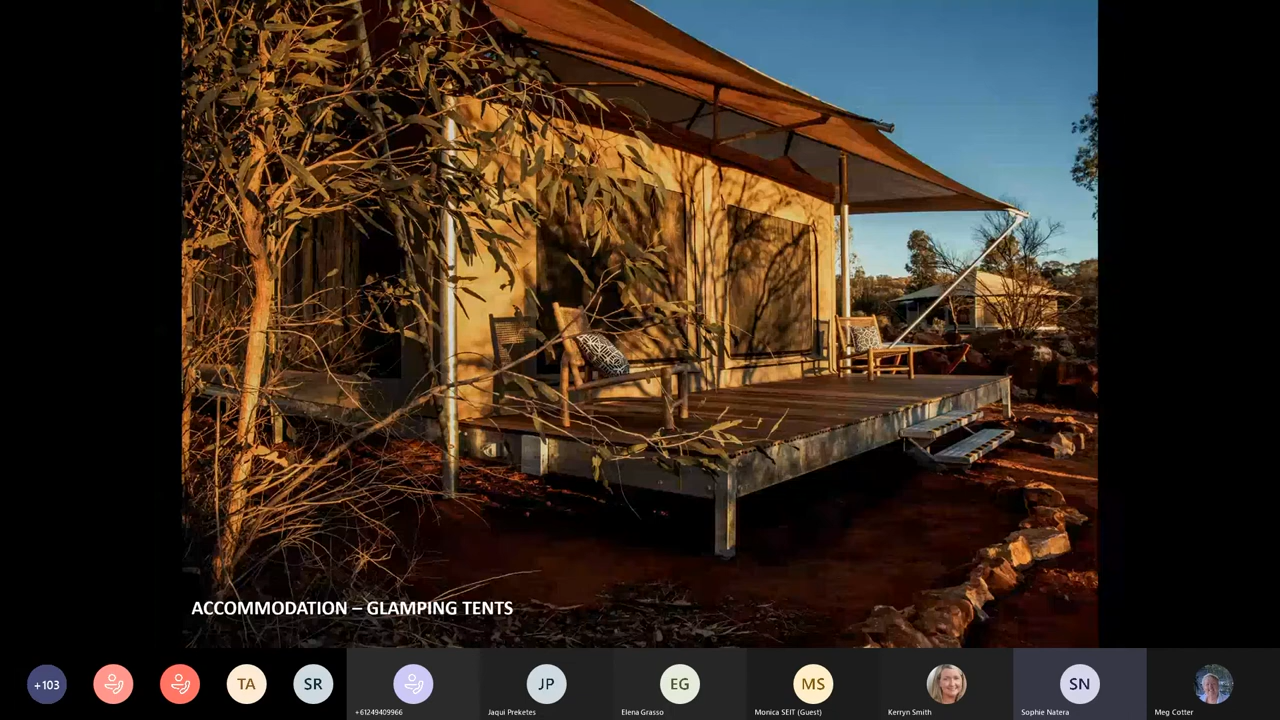 ACCOMMODATION – GLAMPING TENTS
+103
TA
SR
+61249409966
JP
Jaqui Preketes
EG
Elena Grasso
MS
Monica SEIT (Guest)
Kerryn Smith
SN
Sophie Natera
Meg Cotter